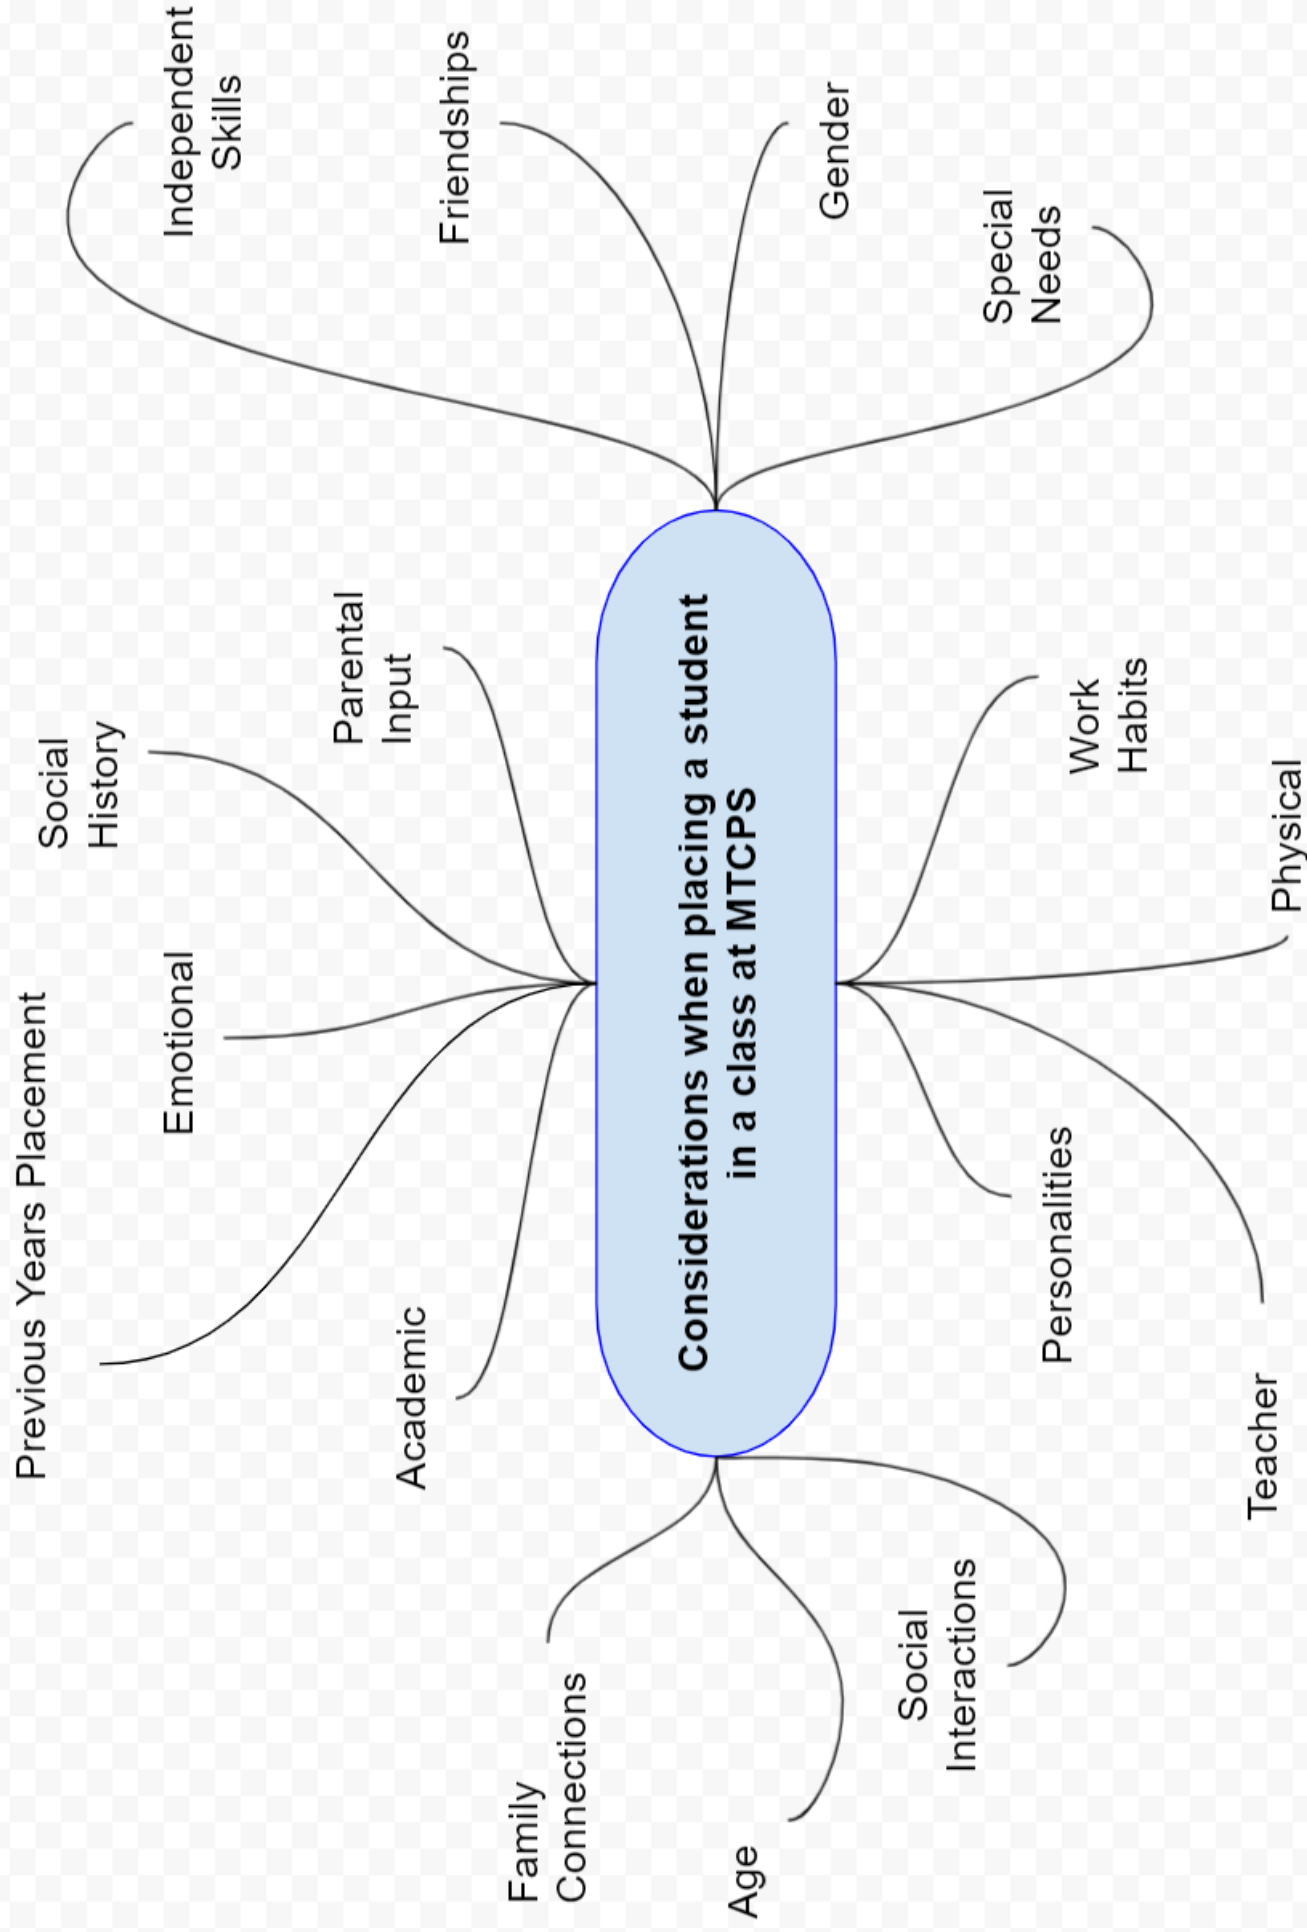 Previous Years Placement
Emotional
Social
History
Independent
Skills
Academic
Parental
Input
Friendships
Family
Connections
Considerations when placing a student
in a class at MTCPS
Gender
Age
Social
Interactions
Special
Needs
Personalities
Work
Habits
Teacher
Physical